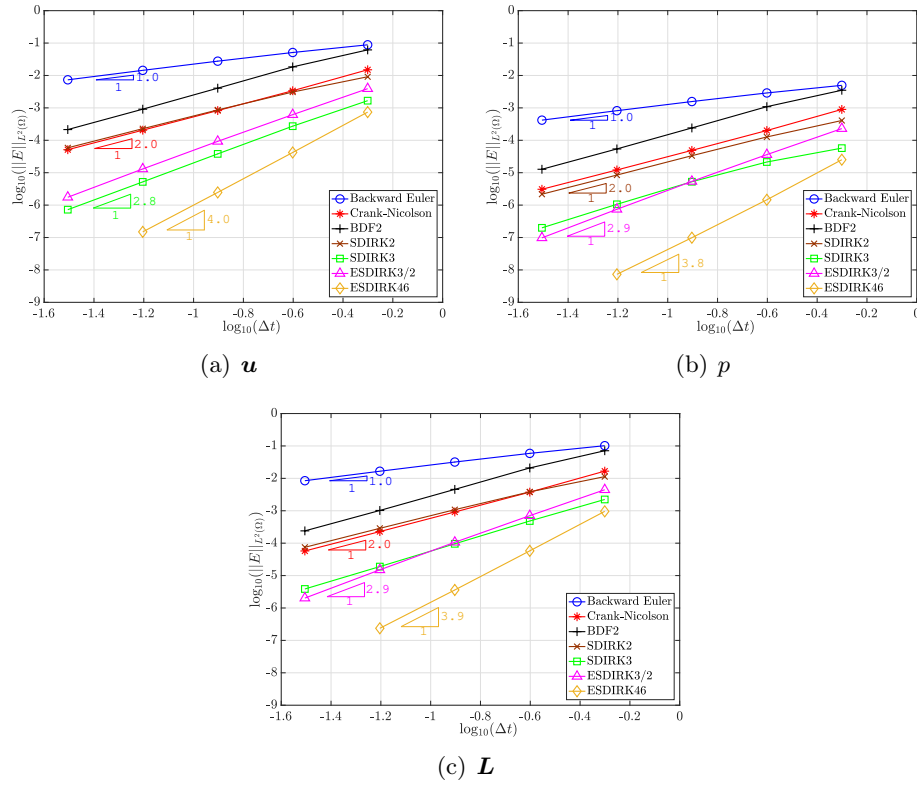 0
-1
-2
-3
-4
-5
-6
-7
-8
-9
log₁₀(||E||_{L²(Ω)})
1.0
1
2.0
1
2.8
1
4.0
1
Backward Euler
Crank-Nicolson
BDF2
SDIRK2
SDIRK3
ESDIRK3/2
ESDIRK46
-1.6 -1.4 -1.2 -1 -0.8 -0.6 -0.4 -0.2 0
log₁₀(Δt)
(a) u
0
-1
-2
-3
-4
-5
-6
-7
-8
-9
log₁₀(||E||_{L²(Ω)})
1.0
1
2.0
1
2.9
1
3.8
1
Backward Euler
Crank-Nicolson
BDF2
SDIRK2
SDIRK3
ESDIRK3/2
ESDIRK46
-1.6 -1.4 -1.2 -1 -0.8 -0.6 -0.4 -0.2 0
log₁₀(Δt)
(b) p
0
-1
-2
-3
-4
-5
-6
-7
-8
-9
log₁₀(||E||_{L²(Ω)})
1.0
1
2.0
1
2.9
1
3.9
1
Backward Euler
Crank-Nicolson
BDF2
SDIRK2
SDIRK3
ESDIRK3/2
ESDIRK46
-1.6 -1.4 -1.2 -1 -0.8 -0.6 -0.4 -0.2 0
log₁₀(Δt)
(c) L